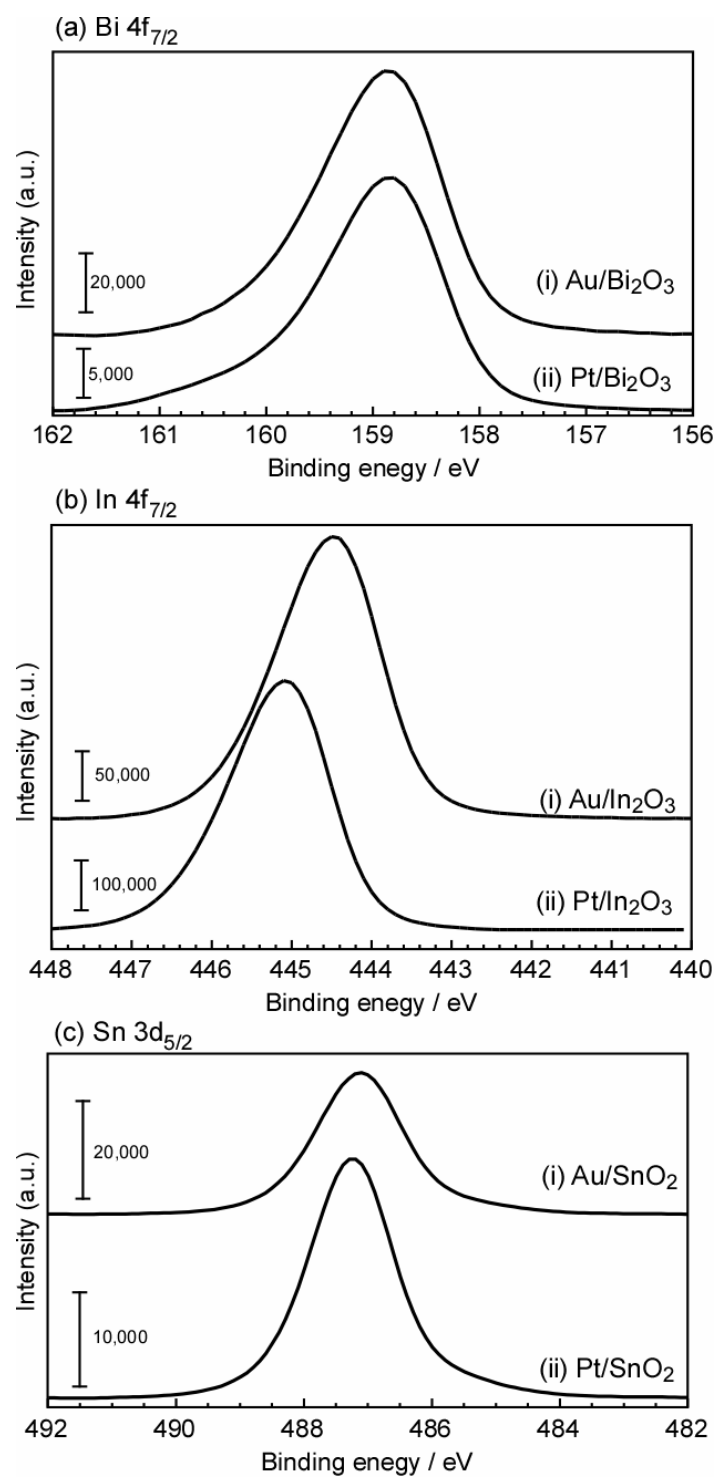 (a) Bi 4f7/2
Intensity (a.u.)
20,000
(i) Au/Bi2O3
5,000
(ii) Pt/Bi2O3
162 161 160 159 158 157 156
Binding enegy / eV
(b) In 4f7/2
Intensity (a.u.)
50,000
(i) Au/In2O3
100,000
(ii) Pt/In2O3
448 447 446 445 444 443 442 441 440
Binding enegy / eV
(c) Sn 3d5/2
Intensity (a.u.)
20,000
(i) Au/SnO2
10,000
(ii) Pt/SnO2
492 490 488 486 484 482
Binding enegy / eV